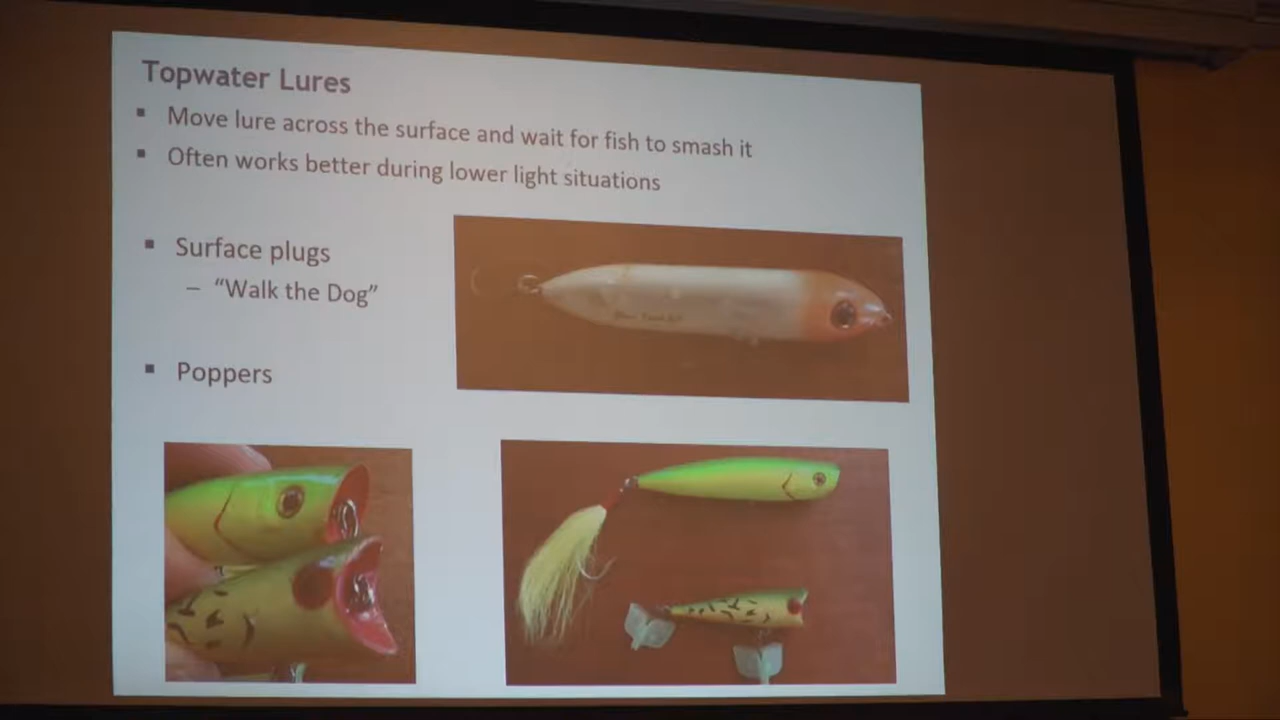 Topwater Lures
▪ Move lure across the surface and wait for fish to smash it
▪ Often works better during lower light situations
▪ Surface plugs
– “Walk the Dog”
▪ Poppers